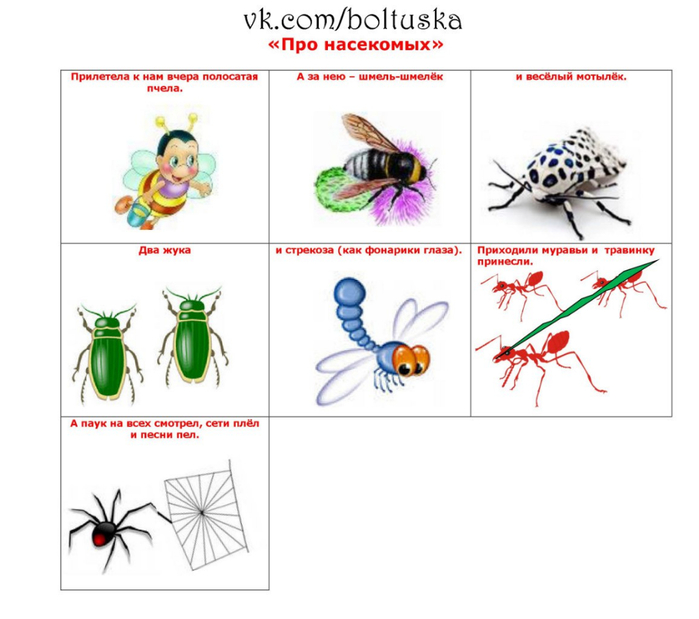 vk.com/boltuska
«Про насекомых»
Прилетела к нам вчера полосатая
пчела.
А за нею – шмель-шмелёк
и весёлый мотылёк.
Два жука
и стрекоза (как фонарики глаза).
Приходили муравьи и травинку
принесли.
А паук на всех смотрел, сети плёл
и песни пел.